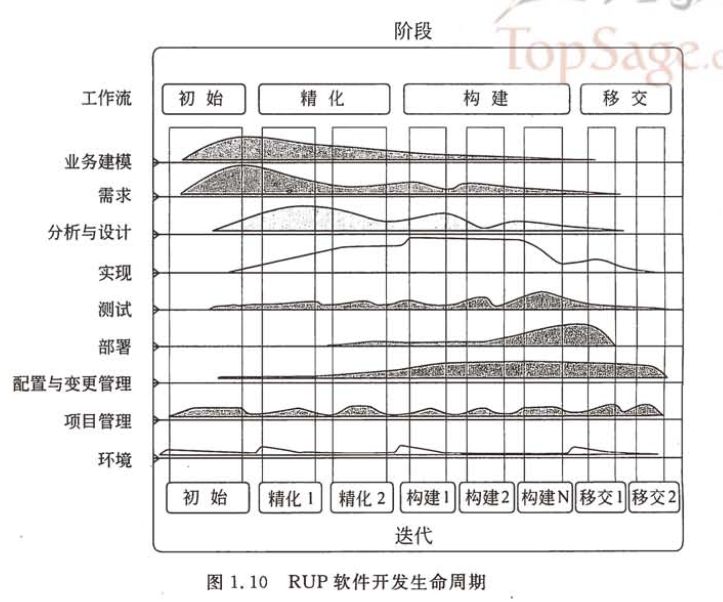 TopSage.c
阶段
工作流 初始 精化 构建 移交
业务建模
需求
分析与设计
实现
测试
部署
配置与变更管理
项目管理
环境
初始 精化1 精化2 构建1 构建2 构建N 移交1 移交2
迭代
图1.10 RUP软件开发生命周期